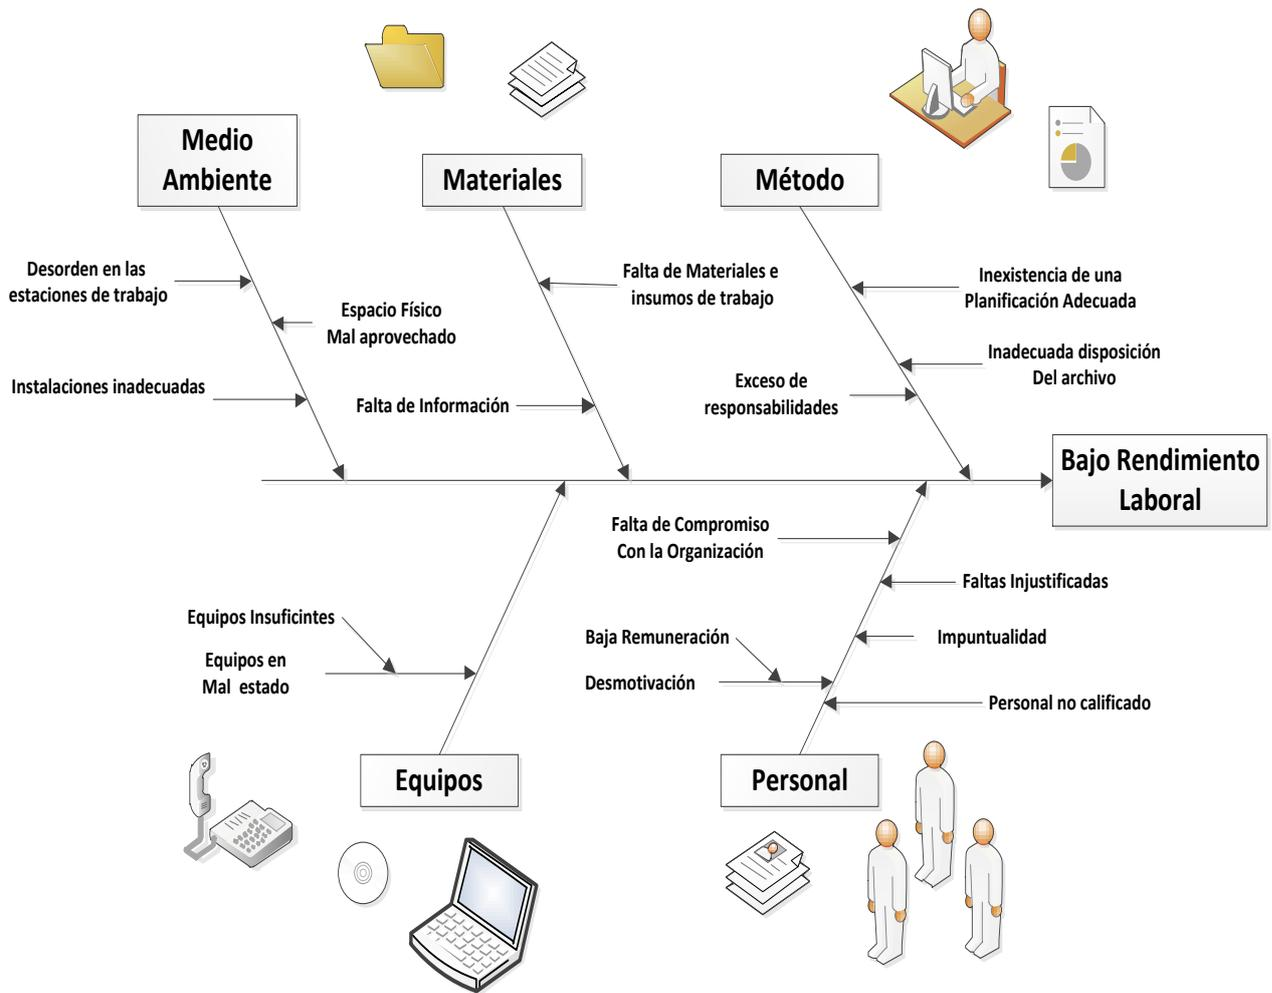 Medio
Ambiente
Materiales
Método
Desorden en las
estaciones de trabajo
Espacio Físico
Mal aprovechado
Instalaciones inadecuadas
Falta de Materiales e
insumos de trabajo
Falta de Información
Inexistencia de una
Planificación Adecuada
Inadecuada disposición
Del archivo
Exceso de
responsabilidades
Bajo Rendimiento
Laboral
Falta de Compromiso
Con la Organización
Faltas Injustificadas
Equipos Insuficintes
Equipos en
Mal estado
Baja Remuneración
Impuntualidad
Desmotivación
Personal no calificado
Equipos
Personal